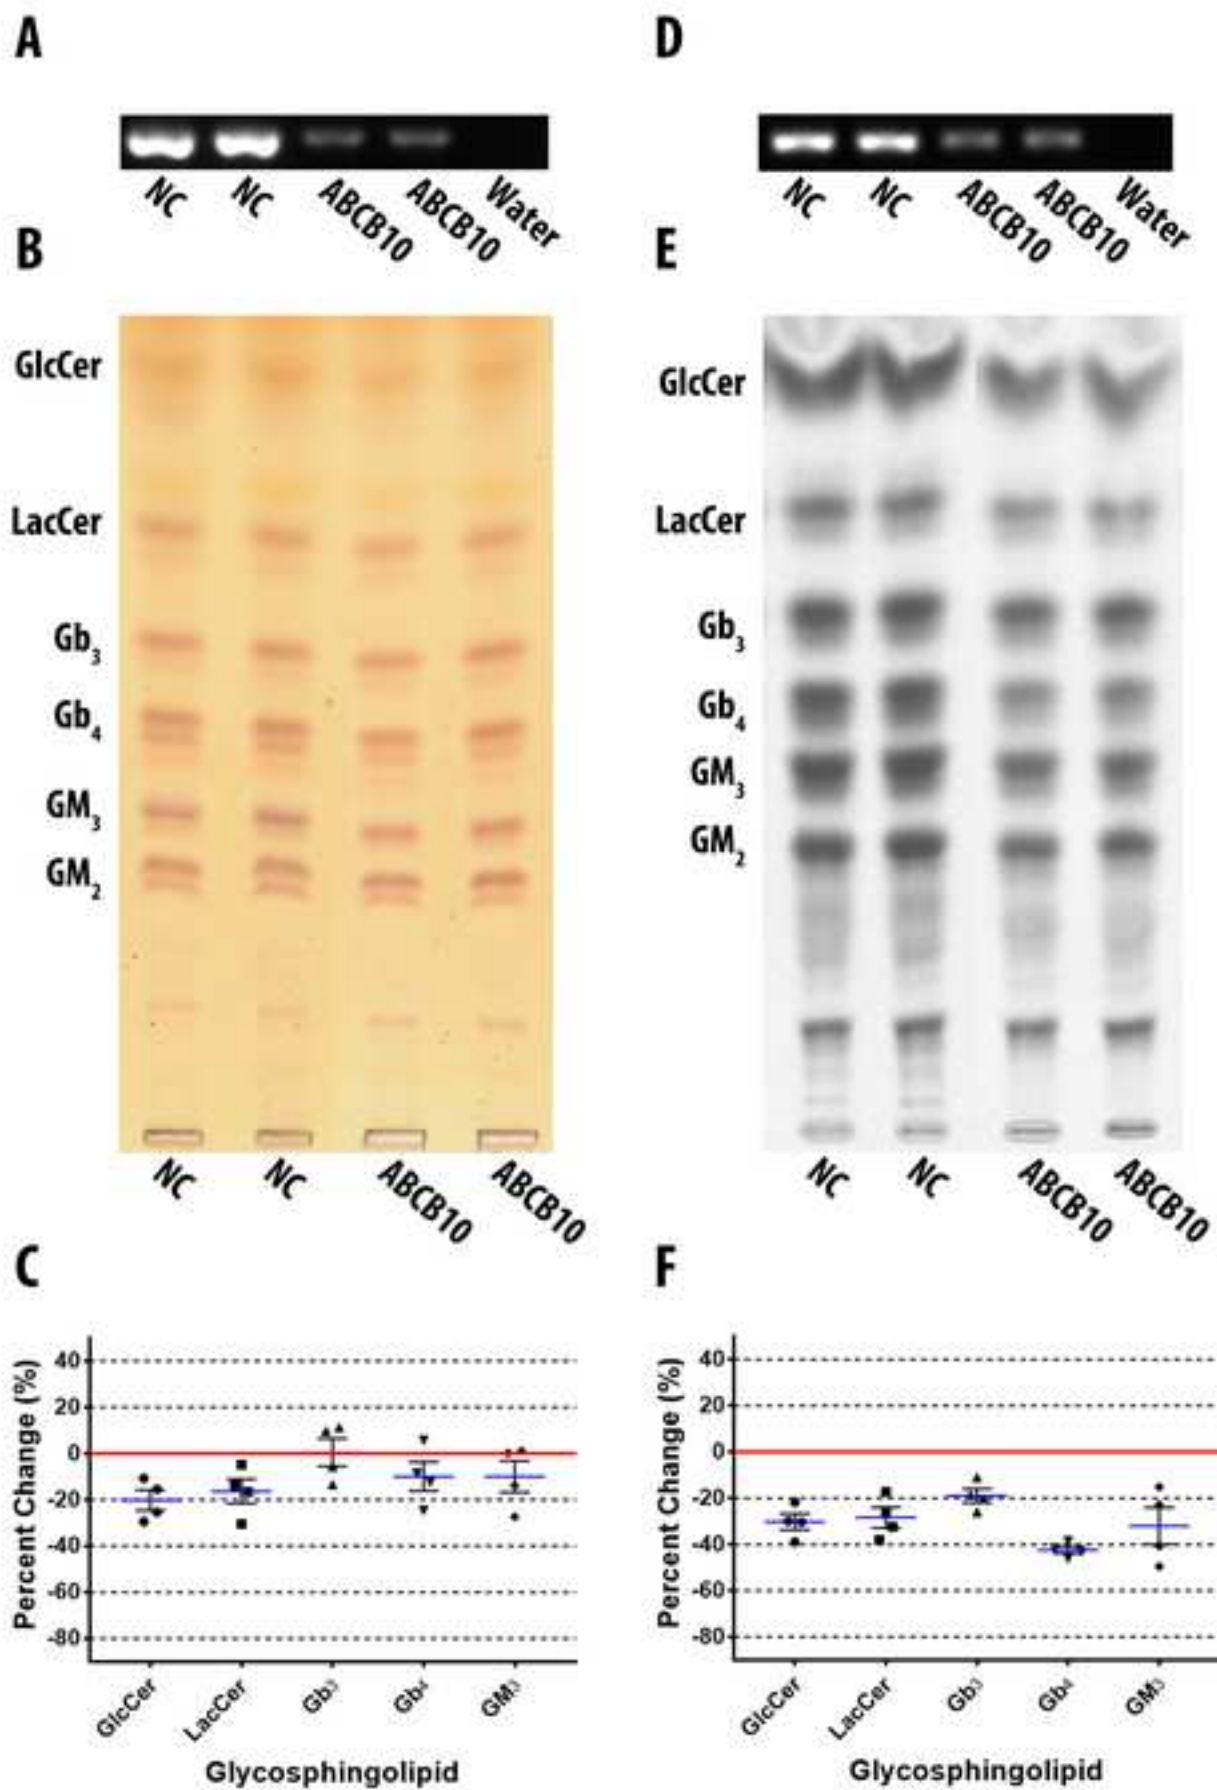 A
NC NC ABCB10 ABCB10 Water
B
GlcCer
LacCer
Gb3
Gb4
GM3
GM2
NC NC ABCB10 ABCB10
C
Percent Change (%)
40
20
0
-20
-40
-60
-80
GlcCer LacCer Gb3 Gb4 GM3
Glycosphingolipid
D
NC NC ABCB10 ABCB10 Water
E
GlcCer
LacCer
Gb3
Gb4
GM3
GM2
NC NC ABCB10 ABCB10
F
Percent Change (%)
40
20
0
-20
-40
-60
-80
GlcCer LacCer Gb3 Gb4 GM3
Glycosphingolipid